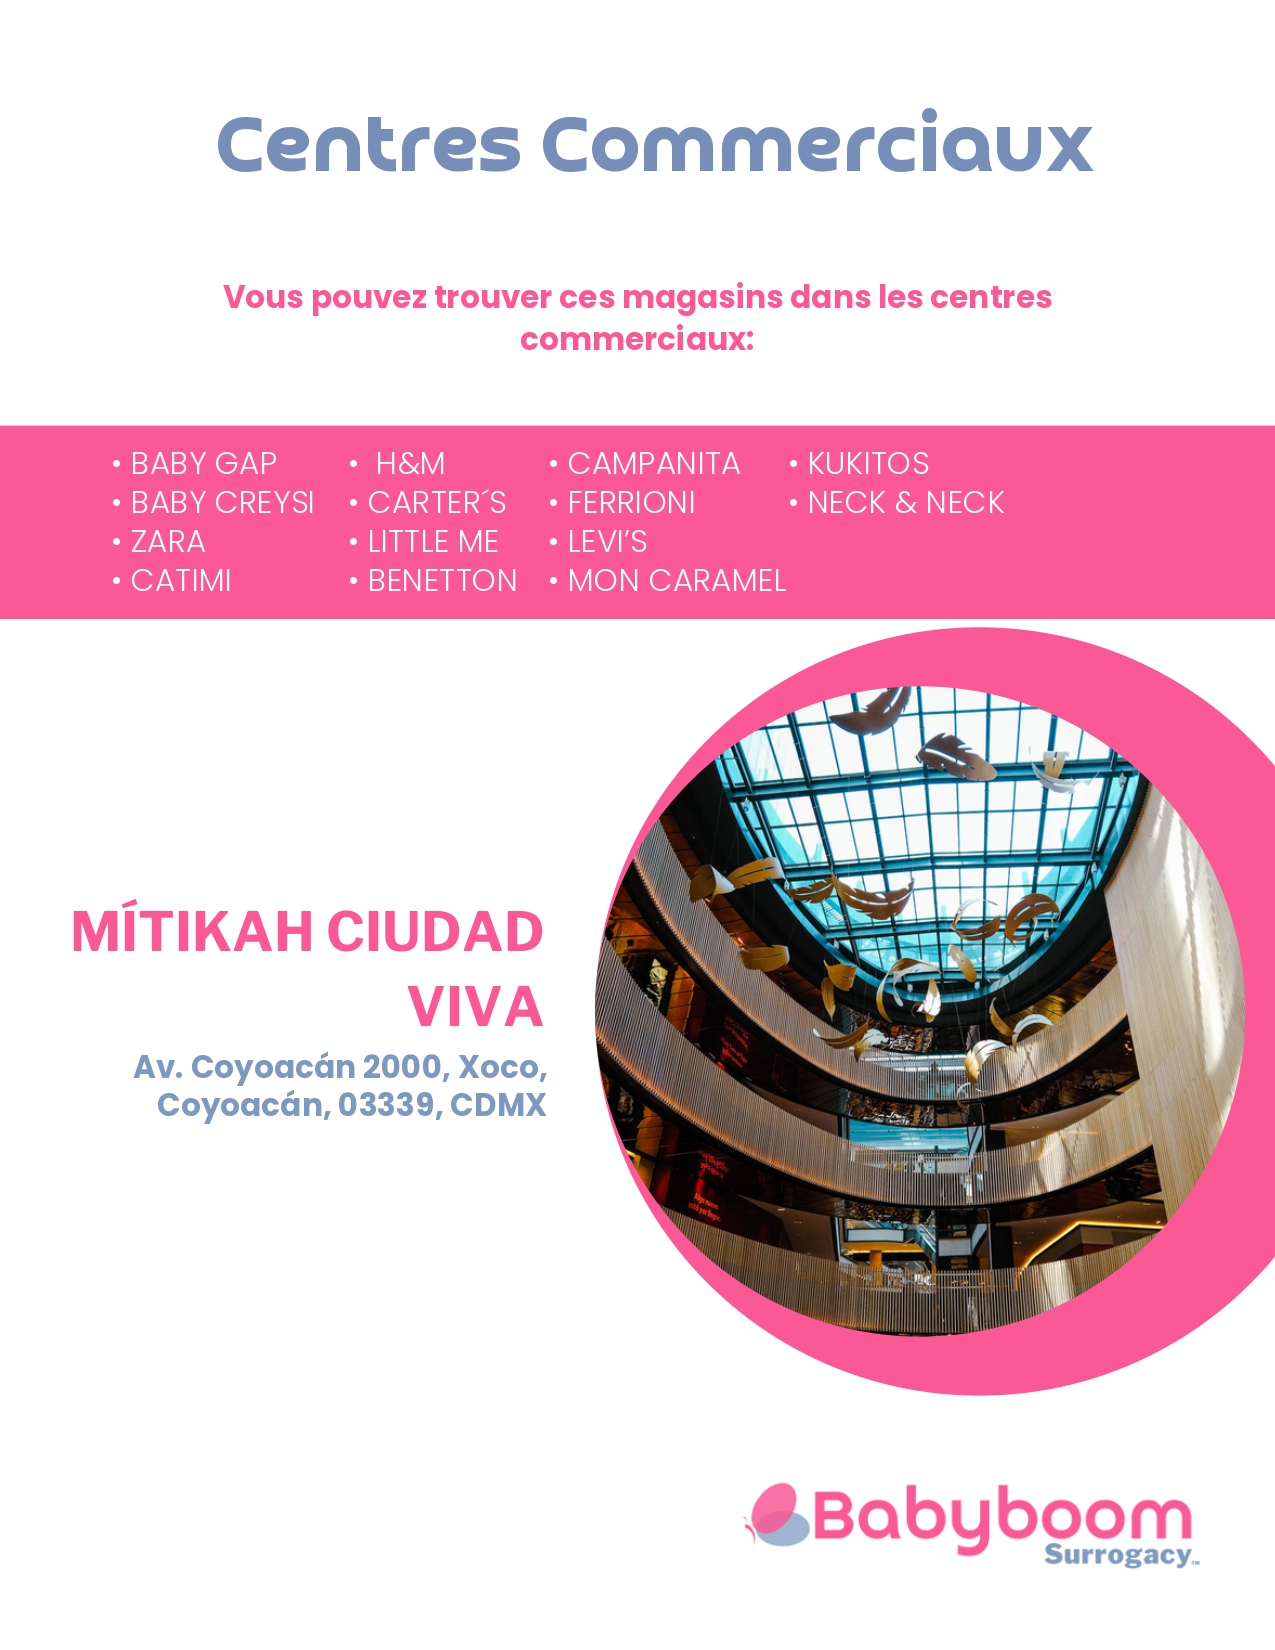 Centres Commerciaux
Vous pouvez trouver ces magasins dans les centres
commerciaux:
• BABY GAP
• BABY CREYSI
• ZARA
• CATIMI
• H&M
• CARTER´S
• LITTLE ME
• BENETTON
• CAMPANITA
• FERRIONI
• LEVI’S
• MON CARAMEL
• KUKITOS
• NECK & NECK
MÍTIKAH CIUDAD
VIVA
Av. Coyoacán 2000, Xoco,
Coyoacán, 03339, CDMX
Babyboom
Surrogacy™